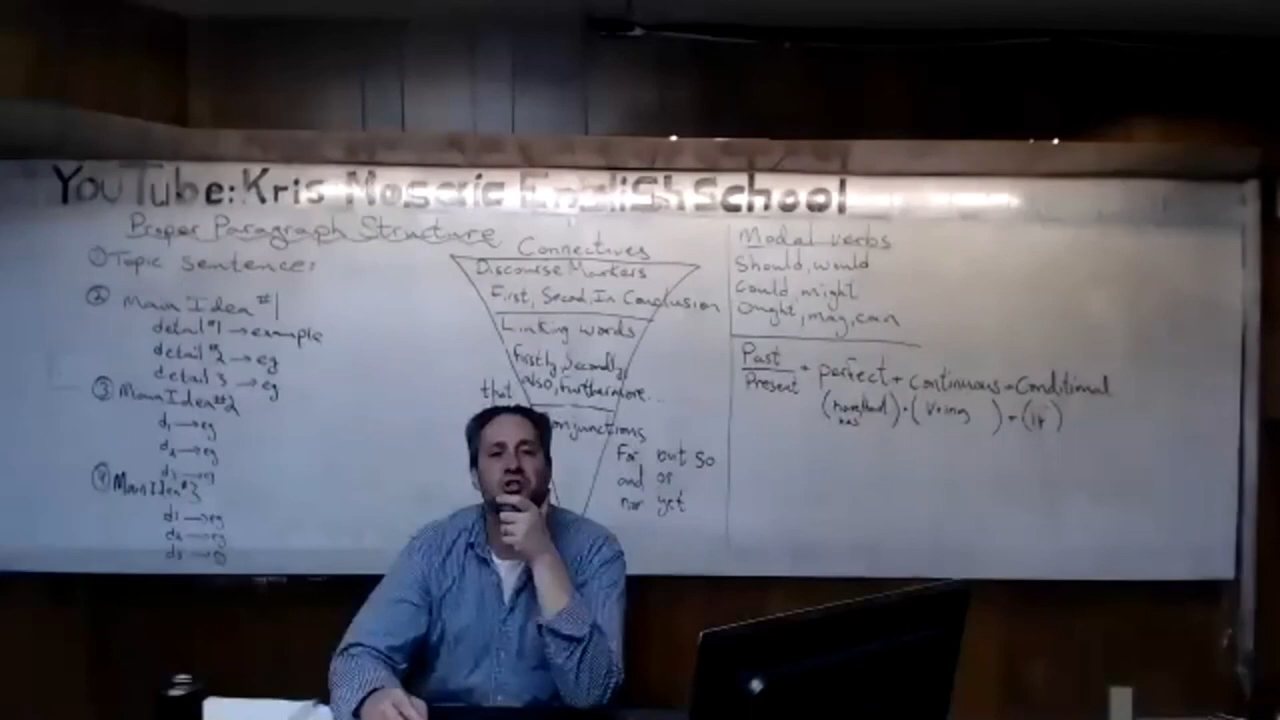 YouTube: Kris Mosaic English School
Proper Paragraph Structure
① Topic sentence:
② Main Idea #1
detail #1 → example
detail #2 → eg
detail 3 → eg
③ Main Idea #2
d1 → eg
d2 → eg
d3 → eg
④ Main Idea #3
d1 → eg
d2 → eg
d3 → eg
Connectives
Discourse Markers
First, Second, In Conclusion
Linking words
Firstly, Secondly,
also, Furthermore...
that
onjunctions
For but so
and or
nor yet
Modal verbs
Should, would
Could, might
Ought, may, can
Past
Present
+ perfect + continuous + Conditional
(have/had) + (Ving ) + (if)
has